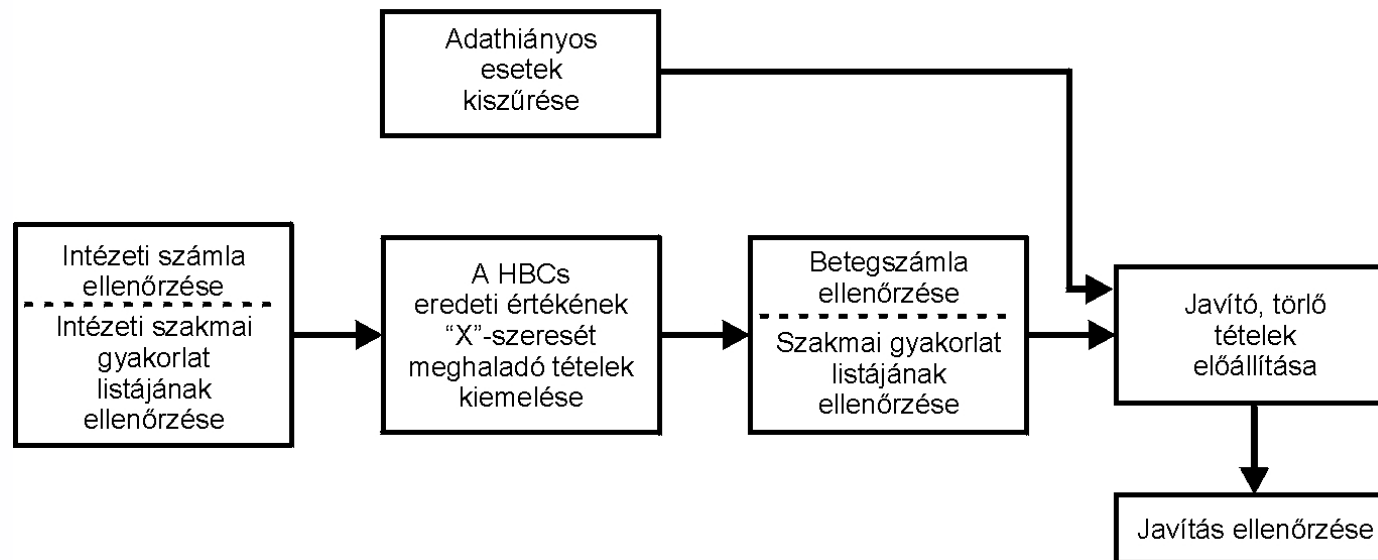 Adathiányos
esetek
kiszűrése
Intézeti számla
ellenőrzése
Intézeti szakmai
gyakorlat
listájának
ellenőrzése
A HBCs
eredeti értékének
“X”-szeresét
meghaladó tételek
kiemelése
Betegszámla
ellenőrzése
Szakmai gyakorlat
listájának
ellenőrzése
Javító, törlő
tételek
előállítása
Javítás ellenőrzése